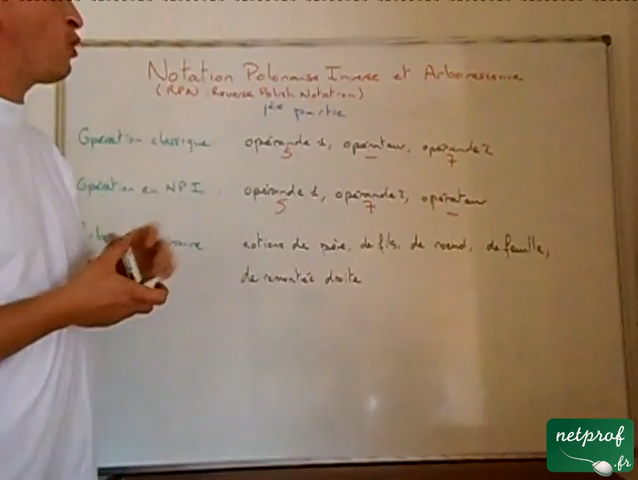 Notation Polonaise Inverse et Arborescence
(RPN: Reverse Polish Notation)
1ère partie
Opération classique: opérande 1, opérateur, opérande 2
5 – 7
Opération en NPI: opérande 1, opérande 2, opérateur
5 7 –
notions de père, de fils, de noeud, de feuille,
de remontée droite
netprof
.fr